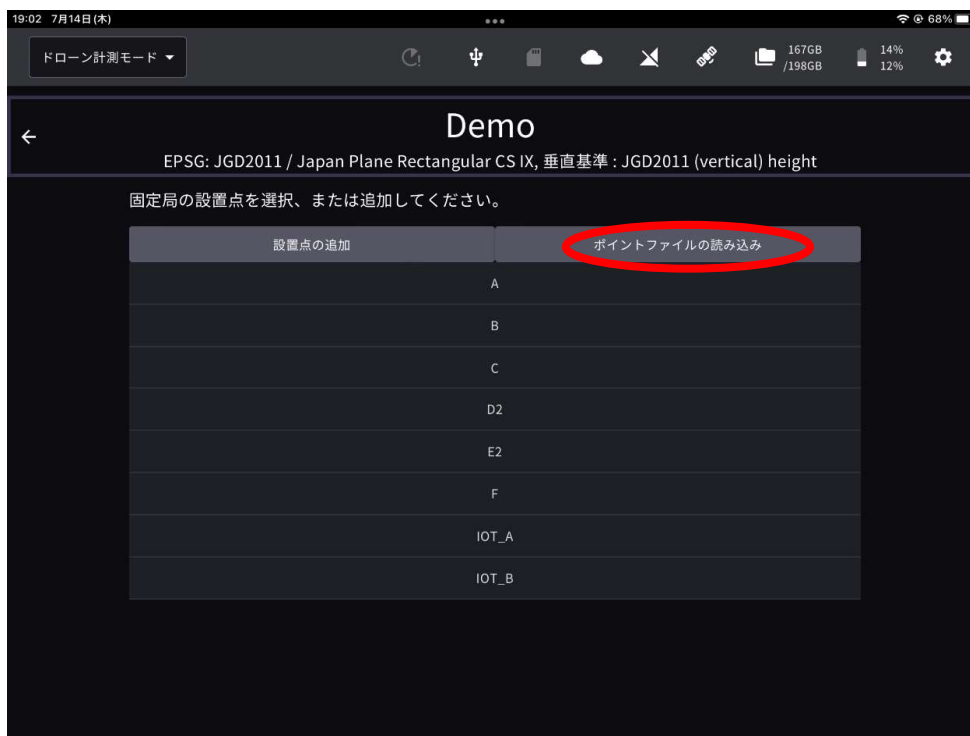 19:02 7月14日(木)
68%
ドローン計測モード
167GB
/198GB
14%
12%
Demo
EPSG: JGD2011 / Japan Plane Rectangular CS IX, 垂直基準 : JGD2011 (vertical) height
固定局の設置点を選択、または追加してください。
設置点の追加
ポイントファイルの読み込み
A
B
C
D2
E2
F
IOT_A
IOT_B